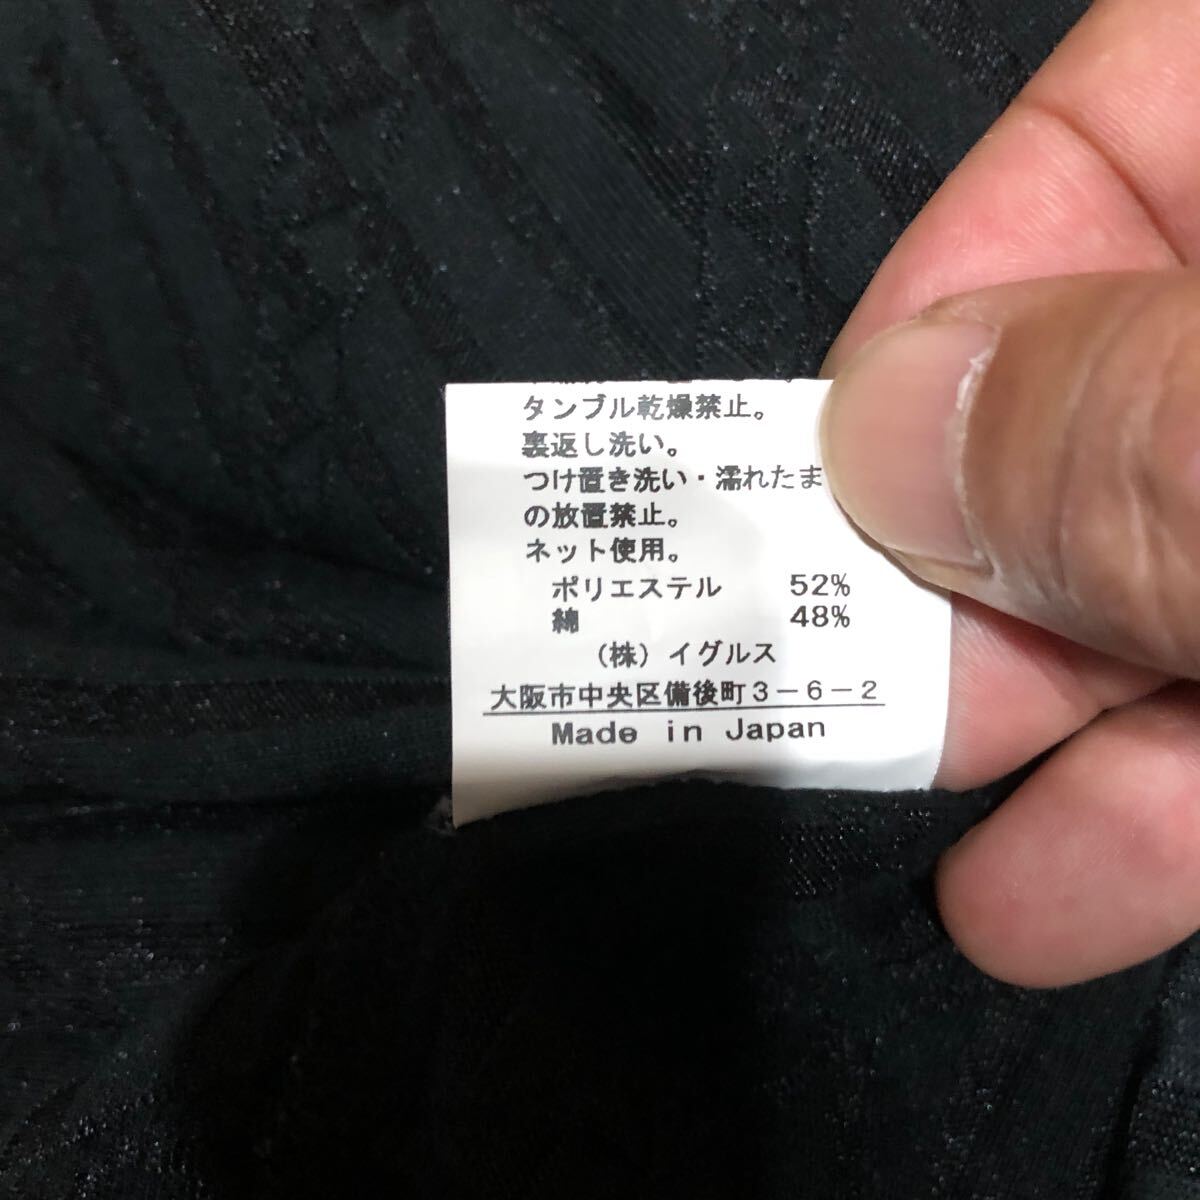 タンブル乾燥禁止。
裏返し洗い。
つけ置き洗い・濡れたま
の放置禁止。
ネット使用。
ポリエステル 52%
綿 48%
(株)イグルス
大阪市中央区備後町3-6-2
Made in Japan